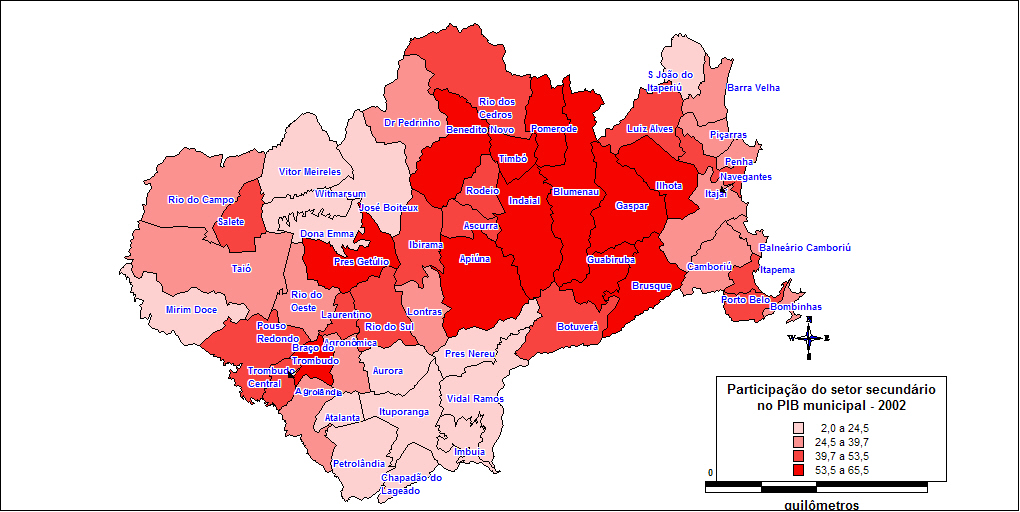 S João do
Itaperiú
Barra Velha
Rio dos
Cedros
Dr Pedrinho
Benedito Novo
Pomerode
Luiz Alves
Piçarras
Timbó
Penha
Vitor Meireles
Navegantes
Rodeio
Blumenau
Ilhota
Itajaí
Witmarsum
Rio do Campo
Indaial
José Boiteux
Gaspar
Salete
Ascurra
Dona Emma
Ibirama
Balneário Camboriú
Apiúna
Guabiruba
Pres Getúlio
Taió
Camboriú
Itapema
Brusque
Rio do
Oeste
Porto Belo
Bombinhas
Mirim Doce
Lontras
Laurentino
Pouso
Redondo
Rio do Sul
Botuverá
N
W
E
Agronômica
Braço do
Trombudo
Pres Nereu
Trombudo
Central
Aurora
Agrolândia
Vidal Ramos
Ituporanga
Atalanta
Imbuia
Petrolândia
Chapadão do
Lageado
Participação do setor secundário
no PIB municipal - 2002
2,0 a 24,5
24,5 a 39,7
39,7 a 53,5
53,5 a 65,5
0
quilômetros